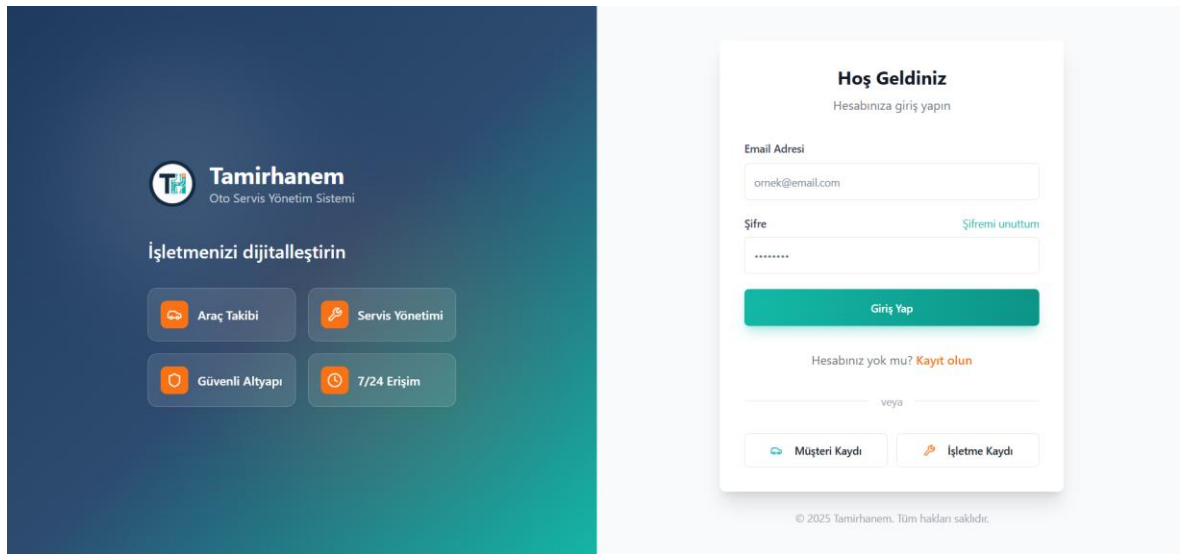 TH
Tamirhanem
Oto Servis Yönetim Sistemi
İşletmenizi dijitalleştirin
Araç Takibi
Servis Yönetimi
Güvenli Altyapı
7/24 Erişim
Hoş Geldiniz
Hesabınıza giriş yapın
Email Adresi
ornek@email.com
Şifre
Şifremi unuttum
••••••••
Giriş Yap
Hesabınız yok mu? Kayıt olun
veya
Müşteri Kaydı
İşletme Kaydı
© 2025 Tamirhanem. Tüm hakları saklıdır.